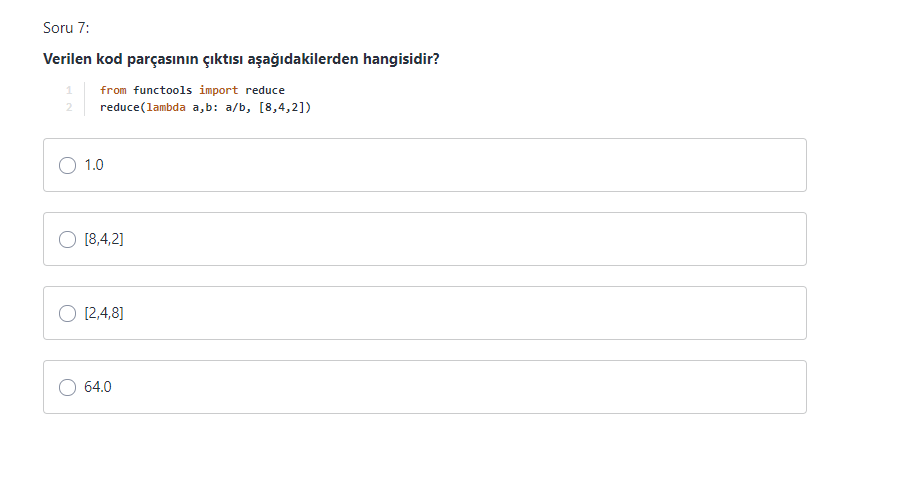 Soru 7:
Verilen kod parçasının çıktısı aşağıdakilerden hangisidir?
1 from functools import reduce
2 reduce(lambda a,b: a/b, [8,4,2])
1.0
[8,4,2]
[2,4,8]
64.0